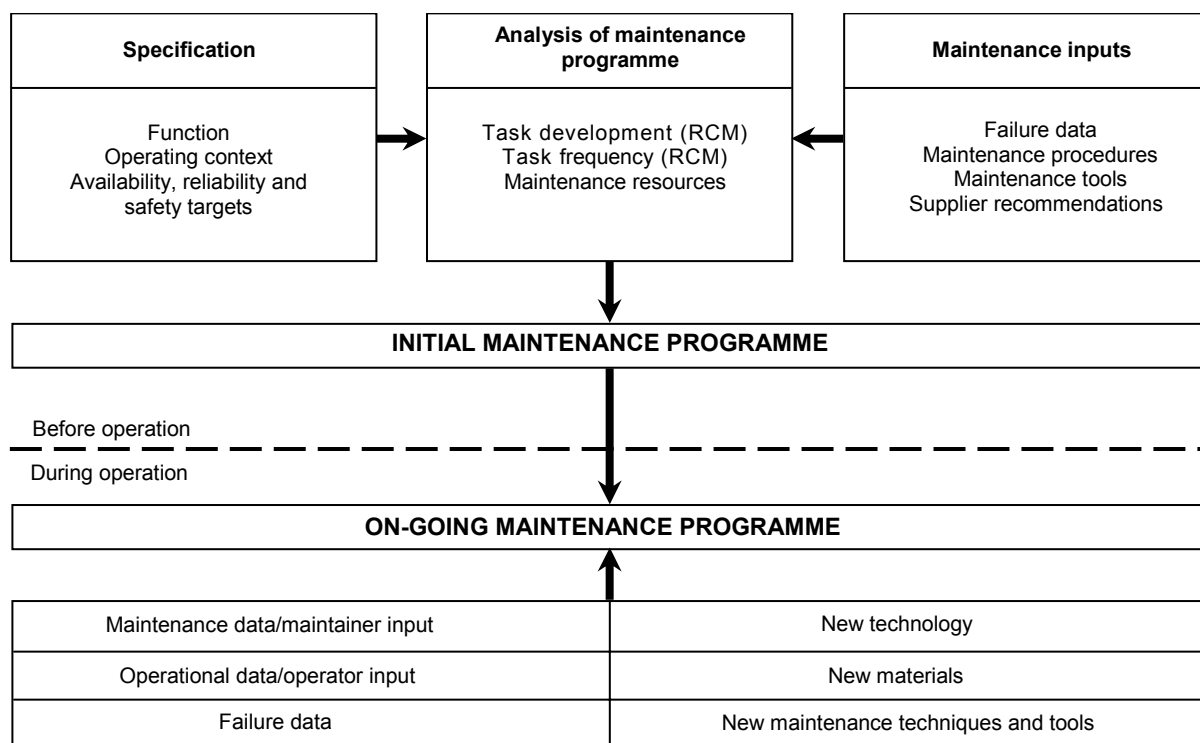 Specification
Function
Operating context
Availability, reliability and
safety targets
Analysis of maintenance
programme
Task development (RCM)
Task frequency (RCM)
Maintenance resources
Maintenance inputs
Failure data
Maintenance procedures
Maintenance tools
Supplier recommendations
INITIAL MAINTENANCE PROGRAMME
Before operation
During operation
ON-GOING MAINTENANCE PROGRAMME
Maintenance data/maintainer input
New technology
Operational data/operator input
New materials
Failure data
New maintenance techniques and tools